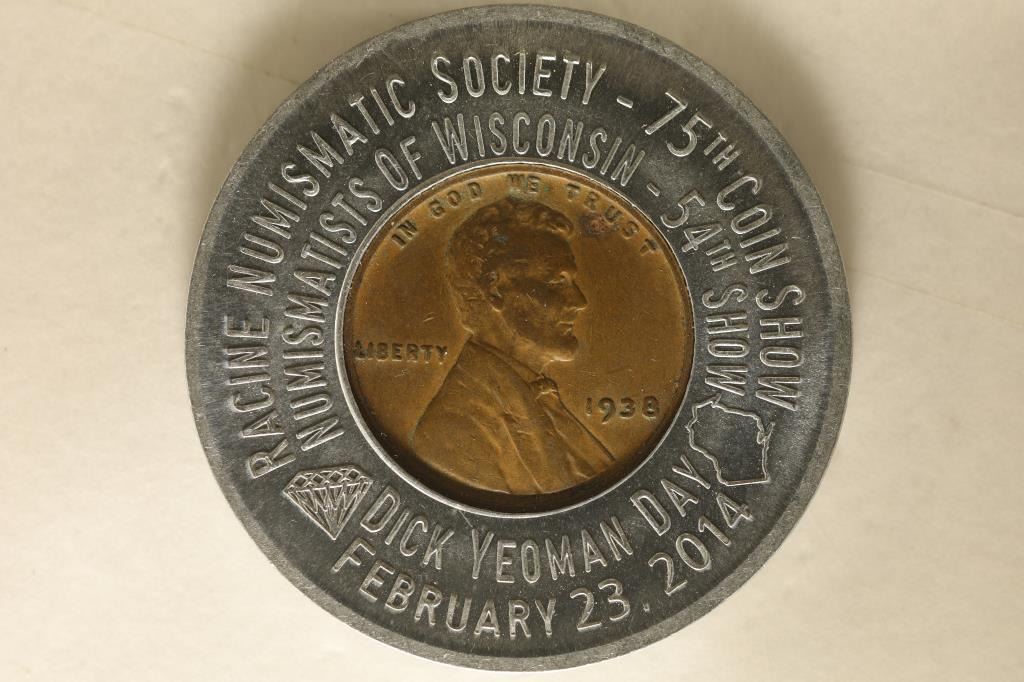 RACINE NUMISMATIC SOCIETY - 75TH COIN SHOW
NUMISMATISTS OF WISCONSIN - 54TH SHOW
IN GOD WE TRUST
LIBERTY
1938
DICK YEOMAN DAY
FEBRUARY 23. 2014